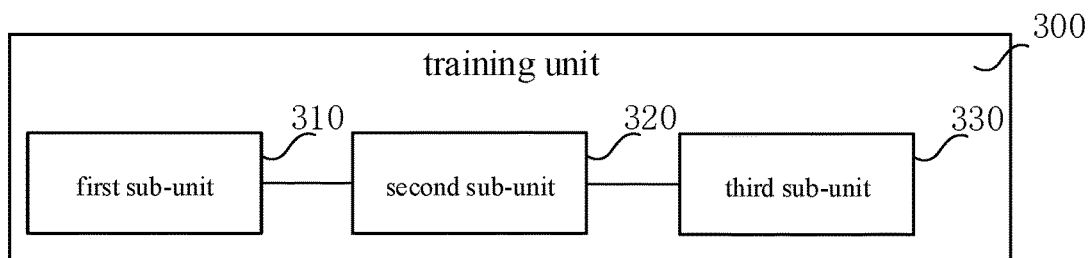 300
training unit
310
320
330
first sub-unit
second sub-unit
third sub-unit